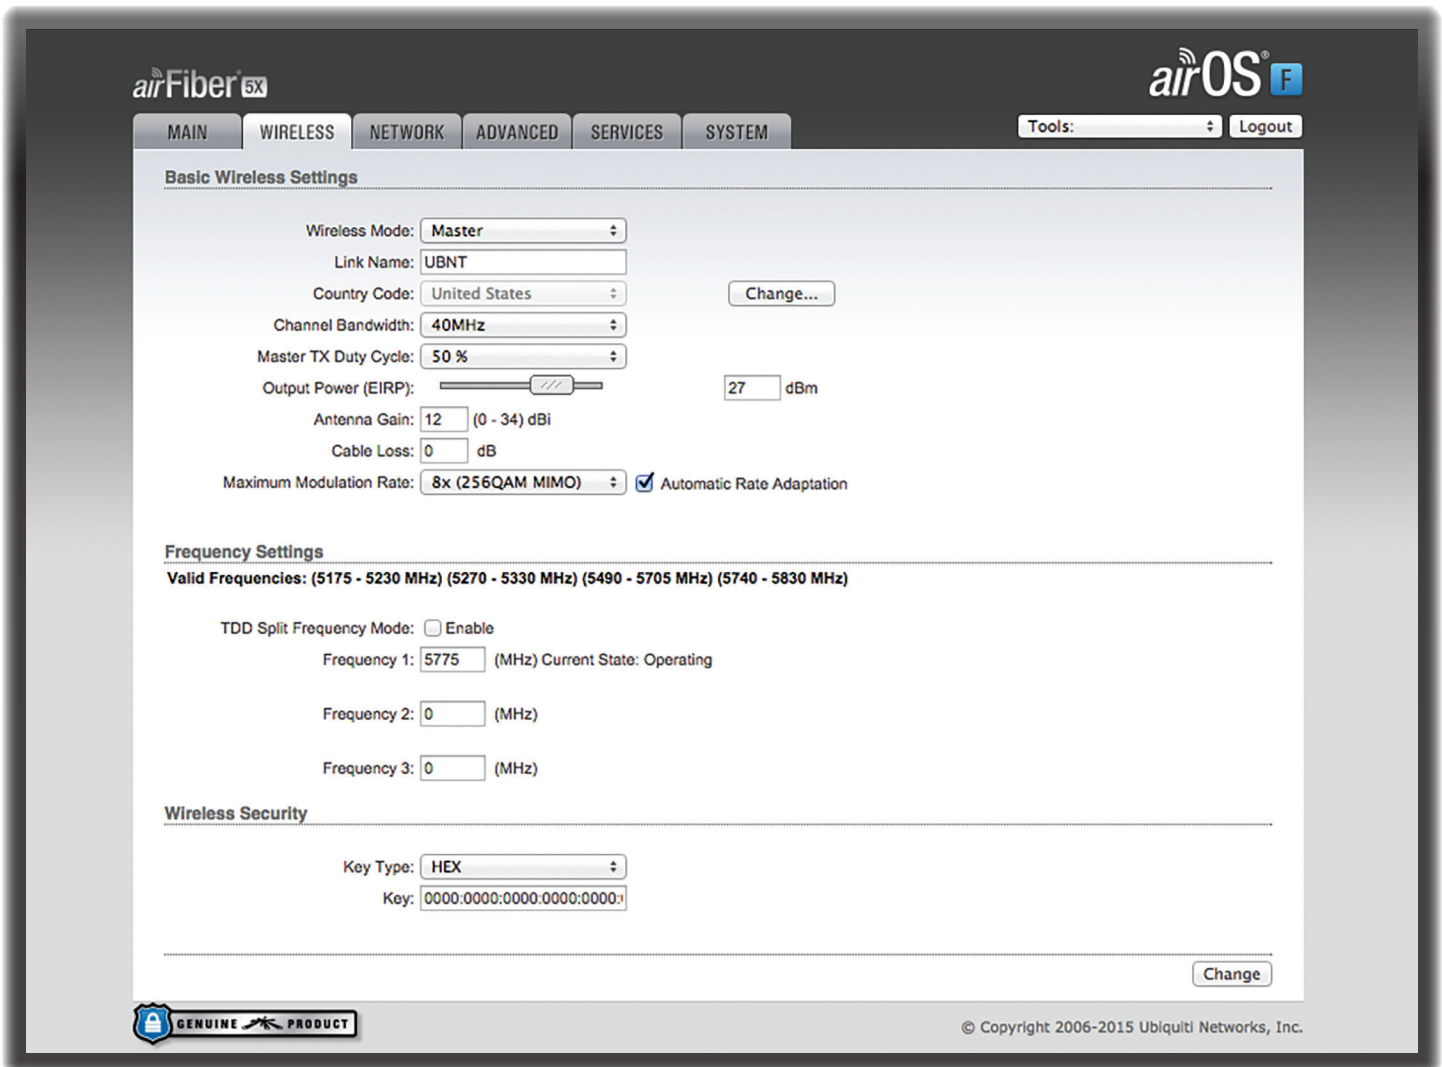 airFiber 5X
airOS® F
MAIN WIRELESS NETWORK ADVANCED SERVICES SYSTEM
Tools: Logout
Basic Wireless Settings
Wireless Mode: Master
Link Name: UBNT
Country Code: United States Change...
Channel Bandwidth: 40MHz
Master TX Duty Cycle: 50 %
Output Power (EIRP): 27 dBm
Antenna Gain: 12 (0 - 34) dBi
Cable Loss: 0 dB
Maximum Modulation Rate: 8x (256QAM MIMO) Automatic Rate Adaptation
Frequency Settings
Valid Frequencies: (5175 - 5230 MHz) (5270 - 5330 MHz) (5490 - 5705 MHz) (5740 - 5830 MHz)
TDD Split Frequency Mode: Enable
Frequency 1: 5775 (MHz) Current State: Operating
Frequency 2: 0 (MHz)
Frequency 3: 0 (MHz)
Wireless Security
Key Type: HEX
Key: 0000:0000:0000:0000:0000:
Change
GENUINE PRODUCT
© Copyright 2006-2015 Ubiquiti Networks, Inc.